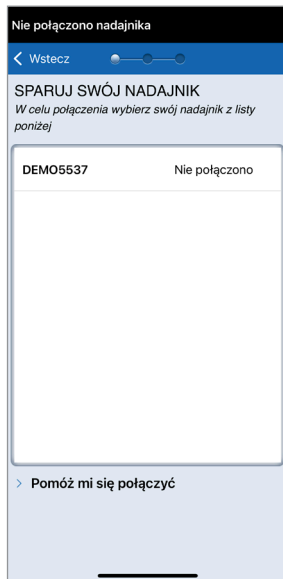 Nie połączono nadajnika
Wstecz
SPARUJ SWÓJ NADAJNIK
W celu połączenia wybierz swój nadajnik z listy
poniżej
DEMO5537 Nie połączono
Pomóż mi się połączyć